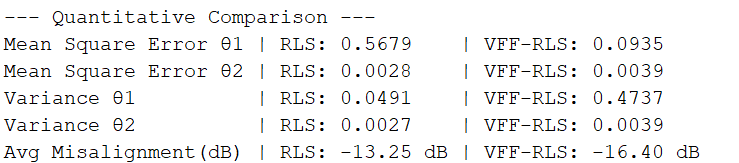 --- Quantitative Comparison ---
Mean Square Error θ1 | RLS: 0.5679 | VFF-RLS: 0.0935
Mean Square Error θ2 | RLS: 0.0028 | VFF-RLS: 0.0039
Variance θ1 | RLS: 0.0491 | VFF-RLS: 0.4737
Variance θ2 | RLS: 0.0027 | VFF-RLS: 0.0039
Avg Misalignment(dB) | RLS: -13.25 dB | VFF-RLS: -16.40 dB